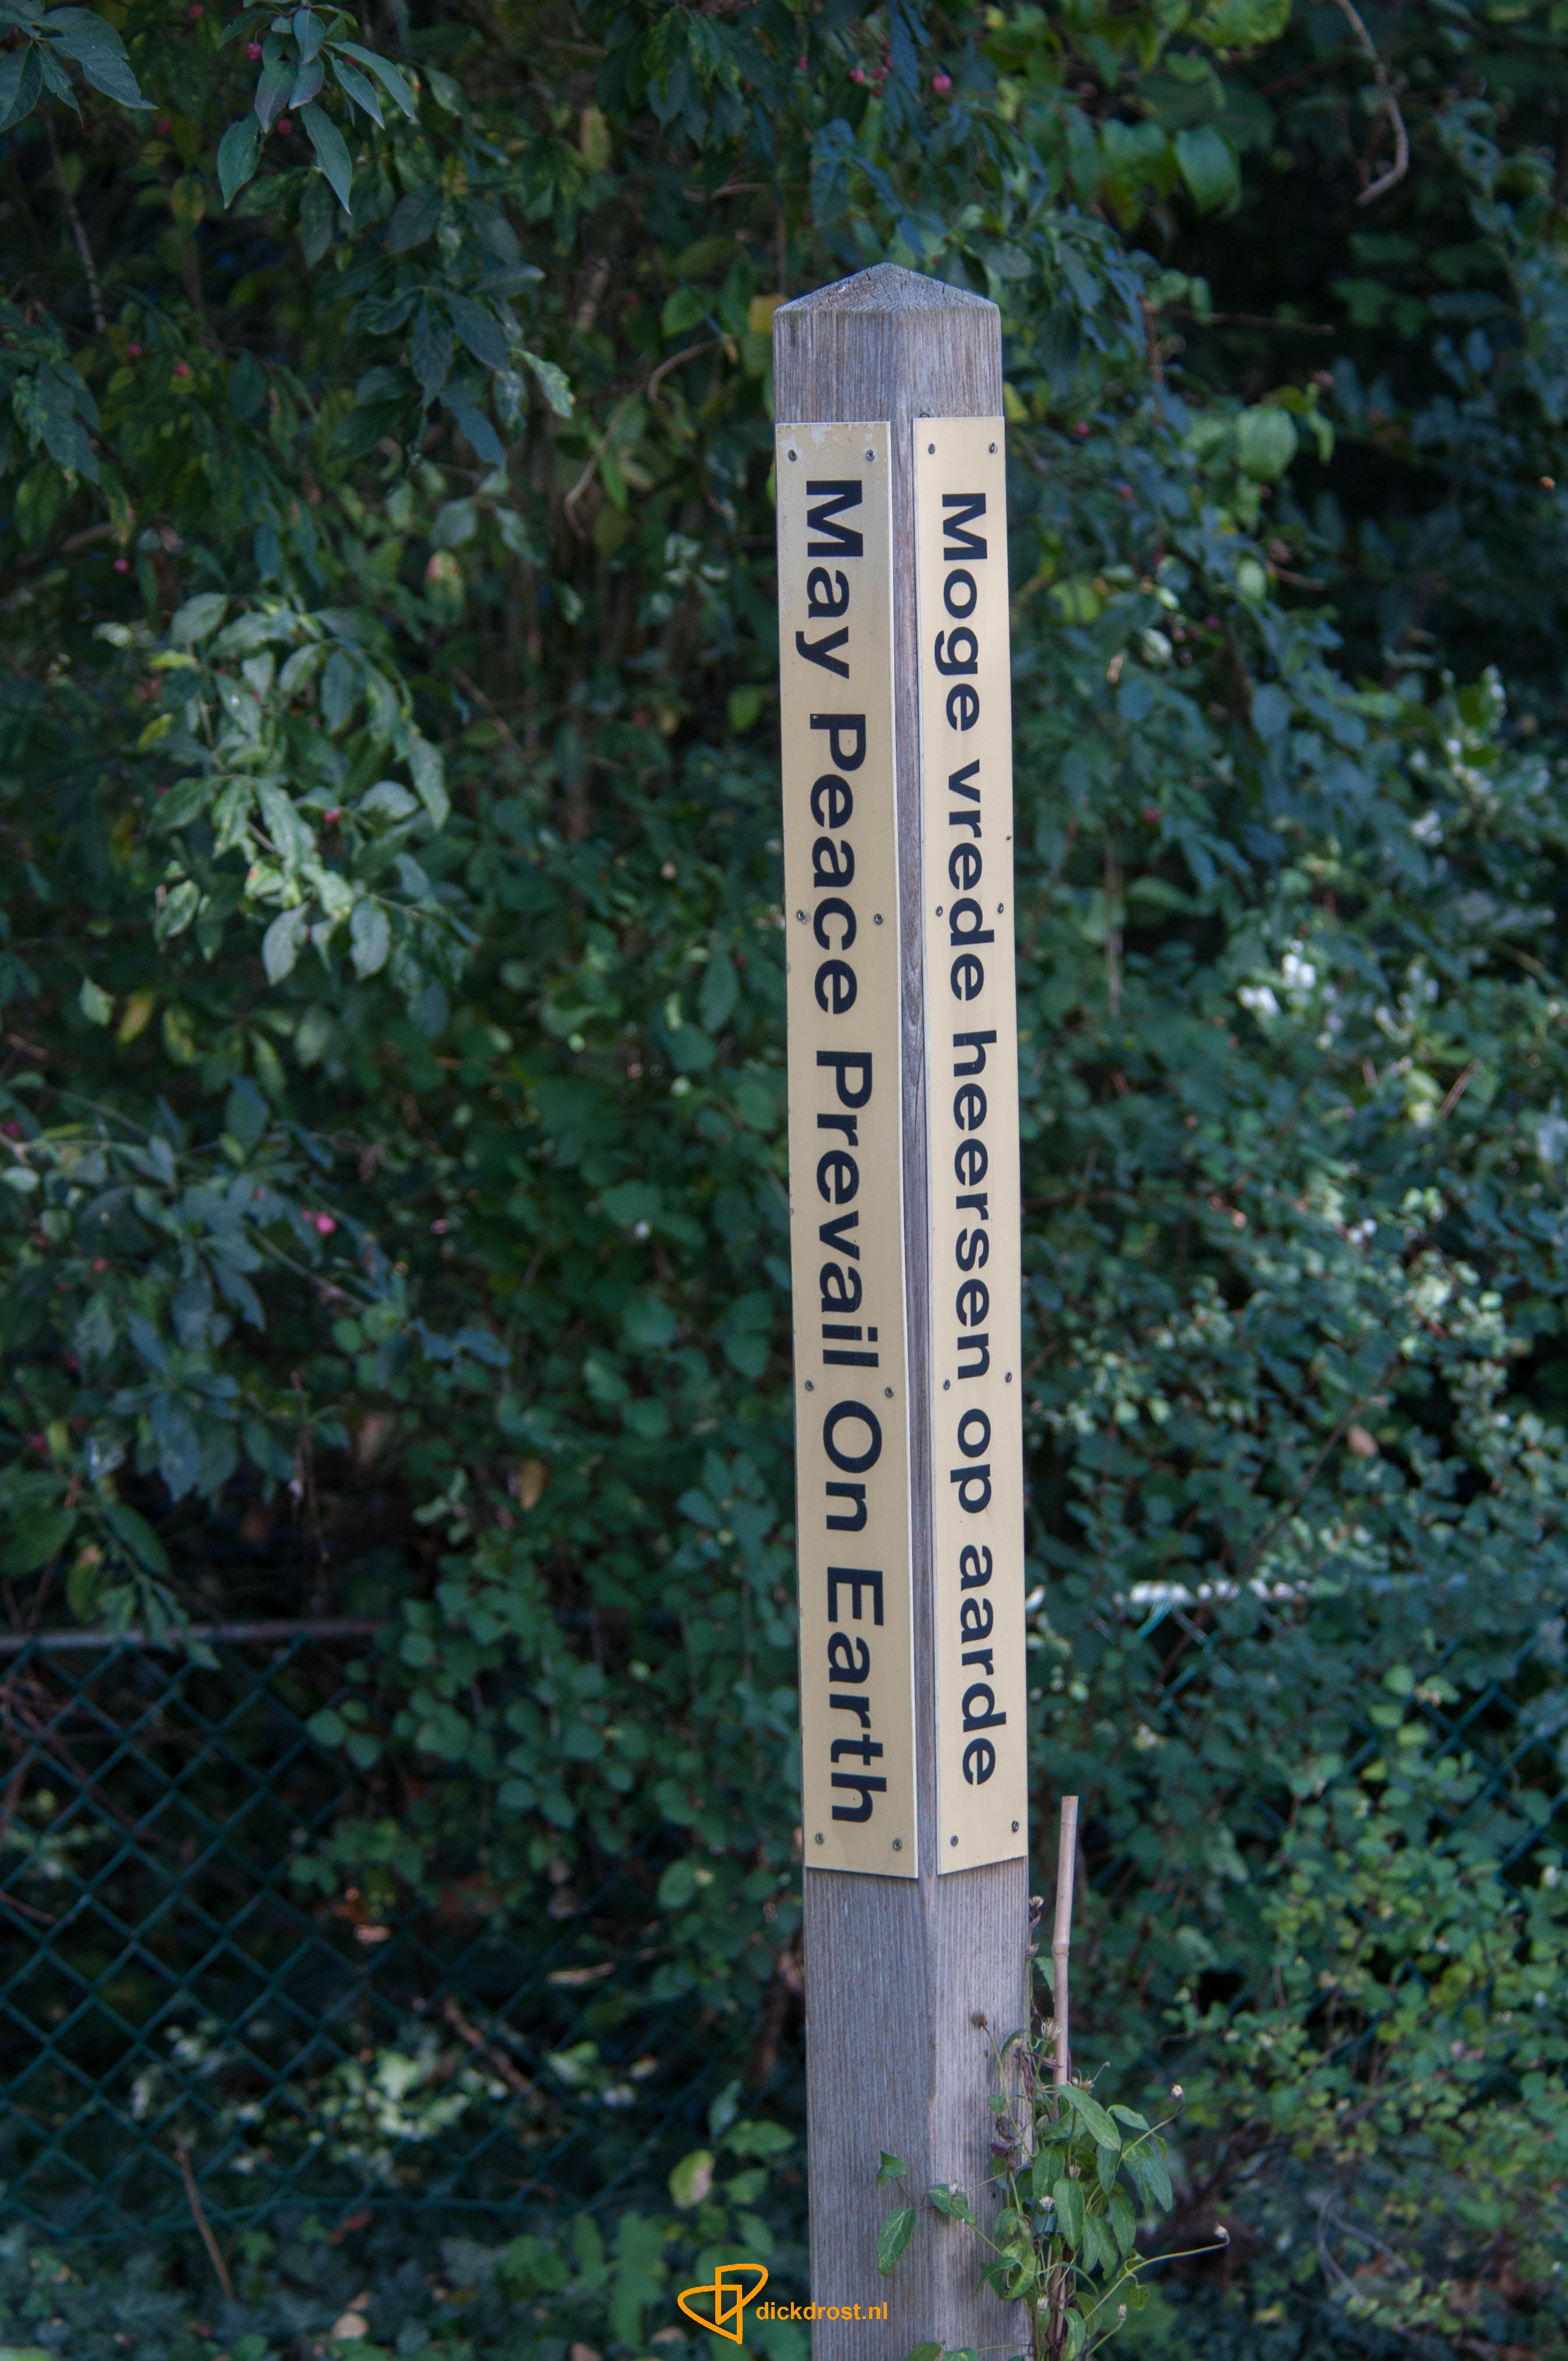 May Peace Prevail On Earth
Moge vrede heersen op aarde
dickdrost.nl